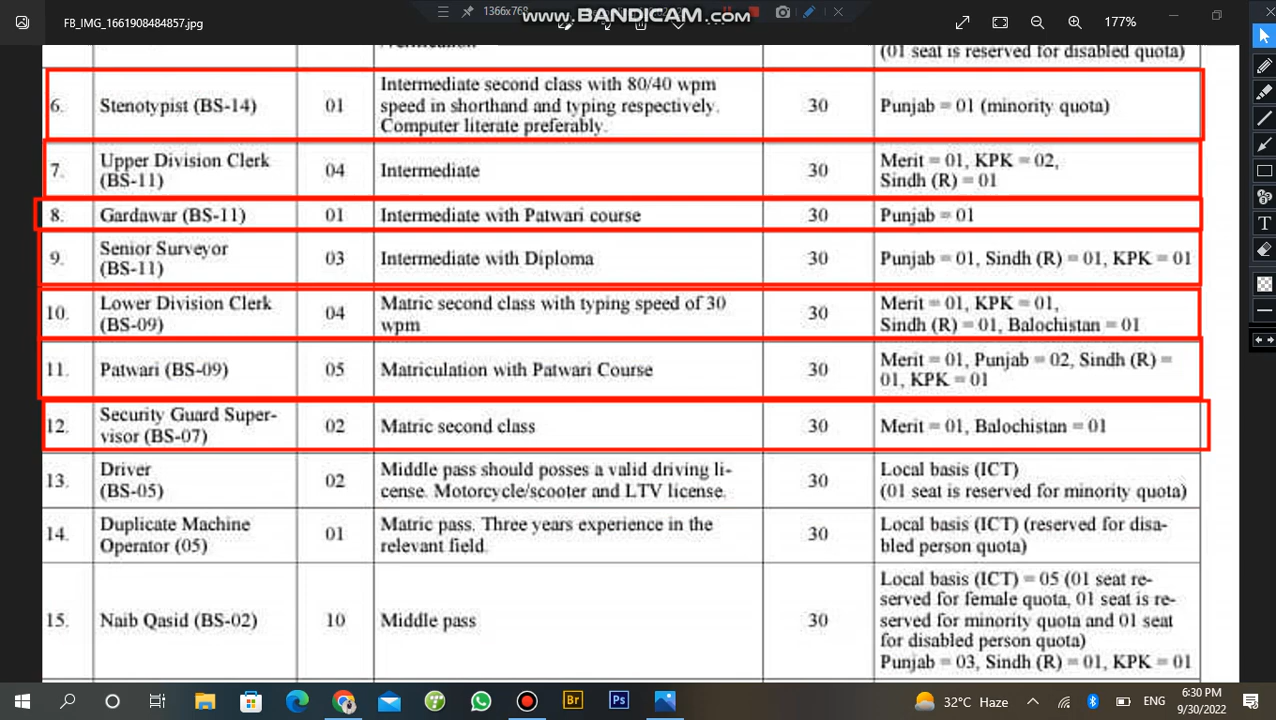 FB_IMG_1661908484857.jpg
1366x768
www.BANDICAM.com
177%
(01 seat is reserved for disabled quota)
6. Stenotypist (BS-14) 01 Intermediate second class with 80/40 wpm speed in shorthand and typing respectively. Computer literate preferably. 30 Punjab = 01 (minority quota)
7. Upper Division Clerk (BS-11) 04 Intermediate 30 Merit = 01, KPK = 02, Sindh (R) = 01
8. Gardawar (BS-11) 01 Intermediate with Patwari course 30 Punjab = 01
9. Senior Surveyor (BS-11) 03 Intermediate with Diploma 30 Punjab = 01, Sindh (R) = 01, KPK = 01
10. Lower Division Clerk (BS-09) 04 Matric second class with typing speed of 30 wpm 30 Merit = 01, KPK = 01, Sindh (R) = 01, Balochistan = 01
11. Patwari (BS-09) 05 Matriculation with Patwari Course 30 Merit = 01, Punjab = 02, Sindh (R) = 01, KPK = 01
12. Security Guard Super-visor (BS-07) 02 Matric second class 30 Merit = 01, Balochistan = 01
13. Driver (BS-05) 02 Middle pass should posses a valid driving li-cense. Motorcycle/scooter and LTV license. 30 Local basis (ICT) (01 seat is reserved for minority quota)
14. Duplicate Machine Operator (05) 01 Matric pass. Three years experience in the relevant field. 30 Local basis (ICT) (reserved for disa-bled person quota)
15. Naib Qasid (BS-02) 10 Middle pass 30 Local basis (ICT) = 05 (01 seat re-served for female quota, 01 seat is re-served for minority quota and 01 seat for disabled person quota) Punjab = 03, Sindh (R) = 01, KPK = 01
T
Br
Ps
32°C Haze
ENG
6:30 PM
9/30/2022